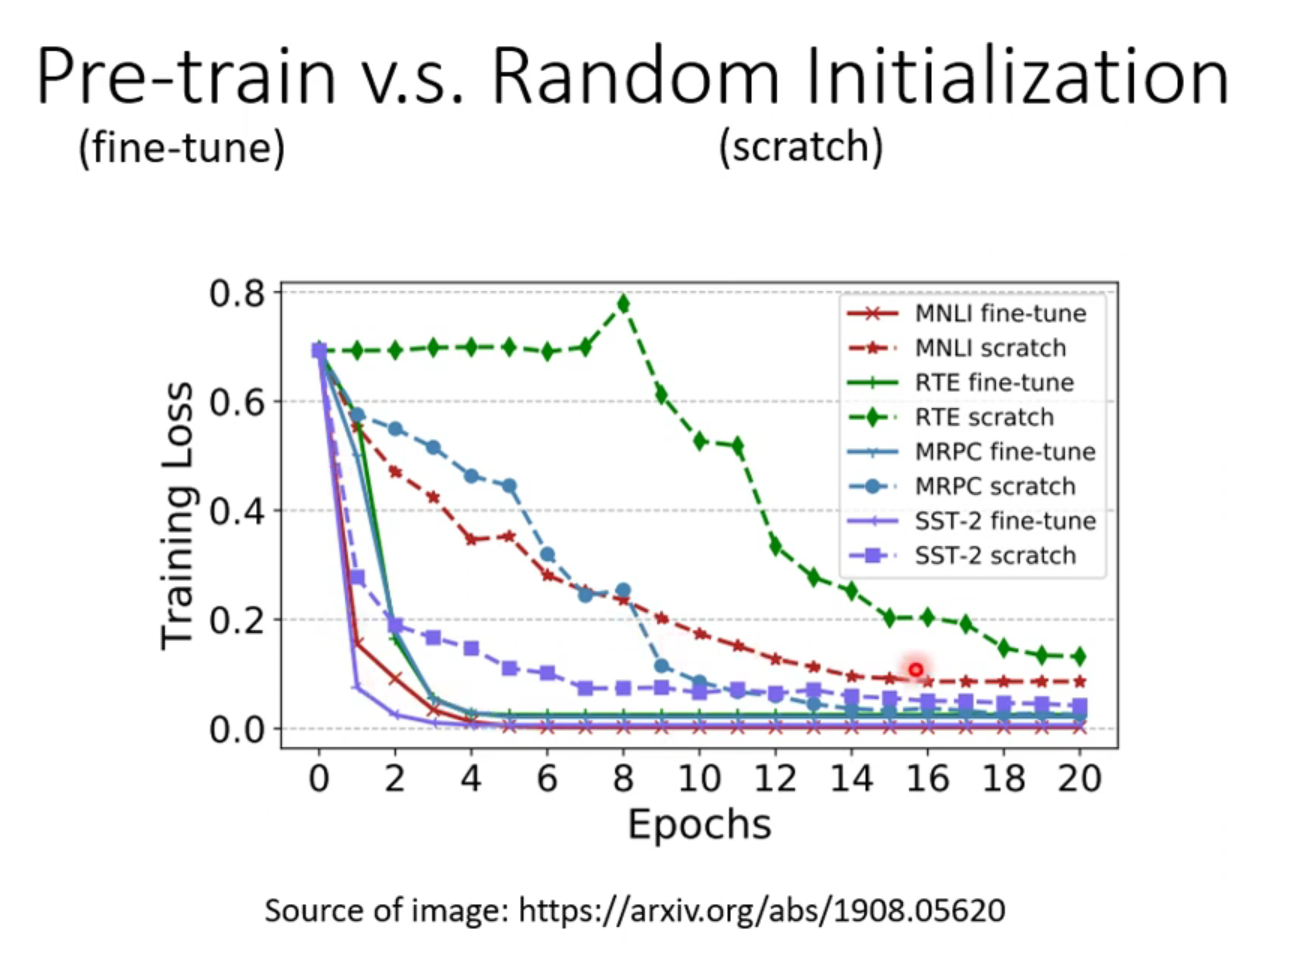 Pre-train v.s. Random Initialization
(fine-tune) (scratch)
0.8
0.6
0.4
0.2
0.0
Training Loss
MNLI fine-tune
MNLI scratch
RTE fine-tune
RTE scratch
MRPC fine-tune
MRPC scratch
SST-2 fine-tune
SST-2 scratch
0 2 4 6 8 10 12 14 16 18 20
Epochs
Source of image: https://arxiv.org/abs/1908.05620